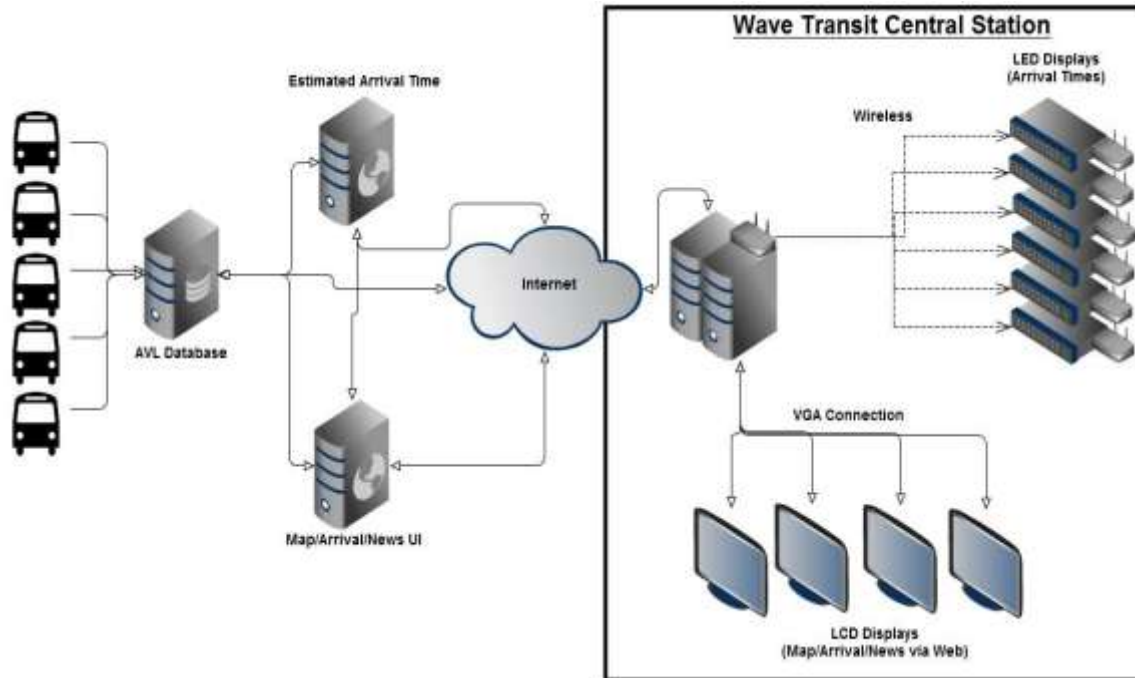 Wave Transit Central Station
LED Displays
(Arrival Times)
Estimated Arrival Time
Wireless
Internet
AVL Database
VGA Connection
Map/Arrival/News UI
LCD Displays
(Map/Arrival/News via Web)